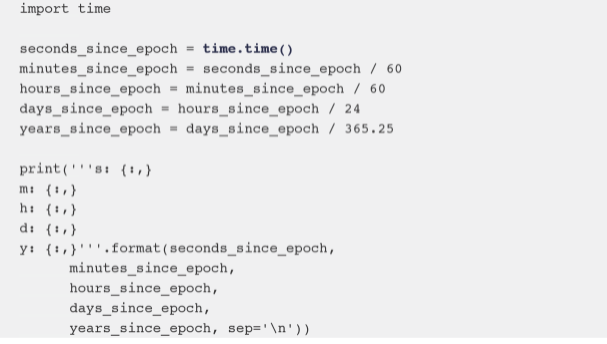 import time
seconds_since_epoch = time.time()
minutes_since_epoch = seconds_since_epoch / 60
hours_since_epoch = minutes_since_epoch / 60
days_since_epoch = hours_since_epoch / 24
years_since_epoch = days_since_epoch / 365.25
print('''s: {:,}
m: {:,}
h: {:,}
d: {:,}
y: {:,}'''.format(seconds_since_epoch,
minutes_since_epoch,
hours_since_epoch,
days_since_epoch,
years_since_epoch, sep='\n'))